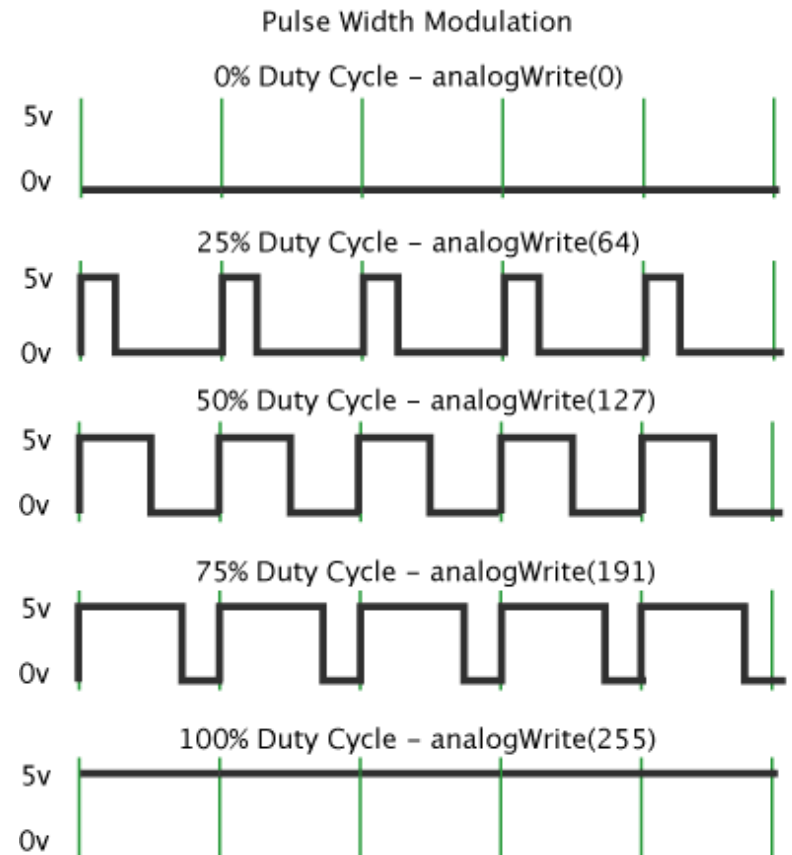 Pulse Width Modulation
0% Duty Cycle – analogWrite(0)
5v
0v
25% Duty Cycle – analogWrite(64)
5v
0v
50% Duty Cycle – analogWrite(127)
5v
0v
75% Duty Cycle – analogWrite(191)
5v
0v
100% Duty Cycle – analogWrite(255)
5v
0v